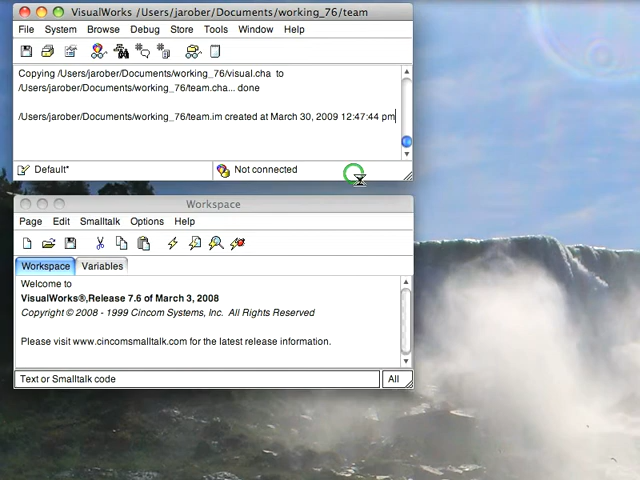 VisualWorks /Users/jarober/Documents/working_76/team
File System Browse Debug Store Tools Window Help
Copying /Users/jarober/Documents/working_76/visual.cha to
/Users/jarober/Documents/working_76/team.cha... done
/Users/jarober/Documents/working_76/team.im created at March 30, 2009 12:47:44 pm
Default* Not connected
Workspace
Page Edit Smalltalk Options Help
Workspace Variables
Welcome to
VisualWorks®,Release 7.6 of March 3, 2008
Copyright © 2008 - 1999 Cincom Systems, Inc. All Rights Reserved
Please visit www.cincomsmalltalk.com for the latest release information.
Text or Smalltalk code All